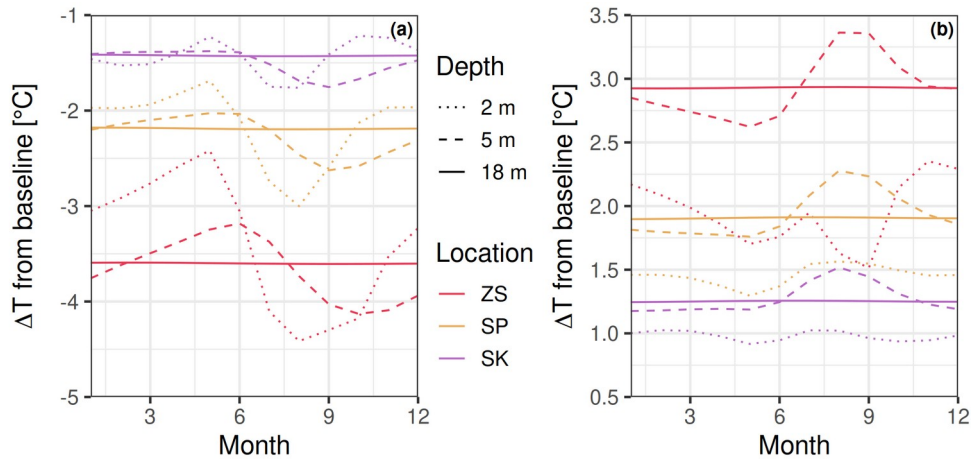 (a)
ΔT from baseline [°C]
-1
-2
-3
-4
-5
3
6
9
12
Month
Depth
2 m
5 m
18 m
Location
ZS
SP
SK
(b)
ΔT from baseline [°C]
3.5
3.0
2.5
2.0
1.5
1.0
0.5
3
6
9
12
Month